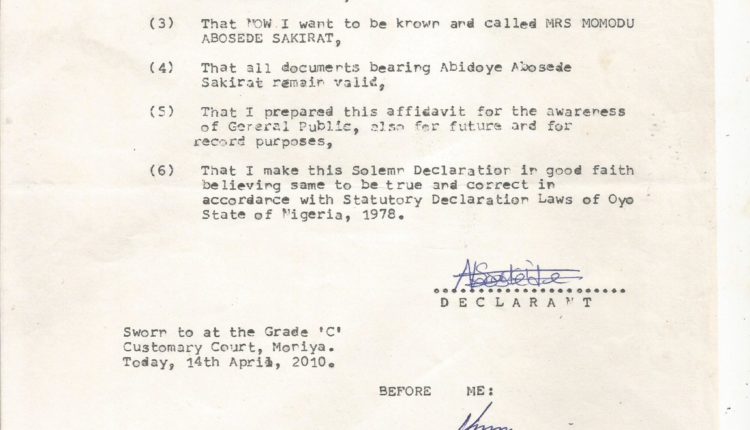 (3) That NOW I want to be known and called MRS MOMODU
ABOSEDE SAKIRAT,
(4) That all documents bearing Abidoye Abosede
Sakirat remain valid,
(5) That I prepared this affidavit for the awareness
of General Public, also for future and for
record purposes,
(6) That I make this Solemn Declaration in good faith
believing same to be true and correct in
accordance with Statutory Declaration Laws of Oyo
State of Nigeria, 1978.
DECLARANT
Sworn to at the Grade 'C'
Customary Court, Moniya.
Today, 14th April, 2010.
BEFORE ME: